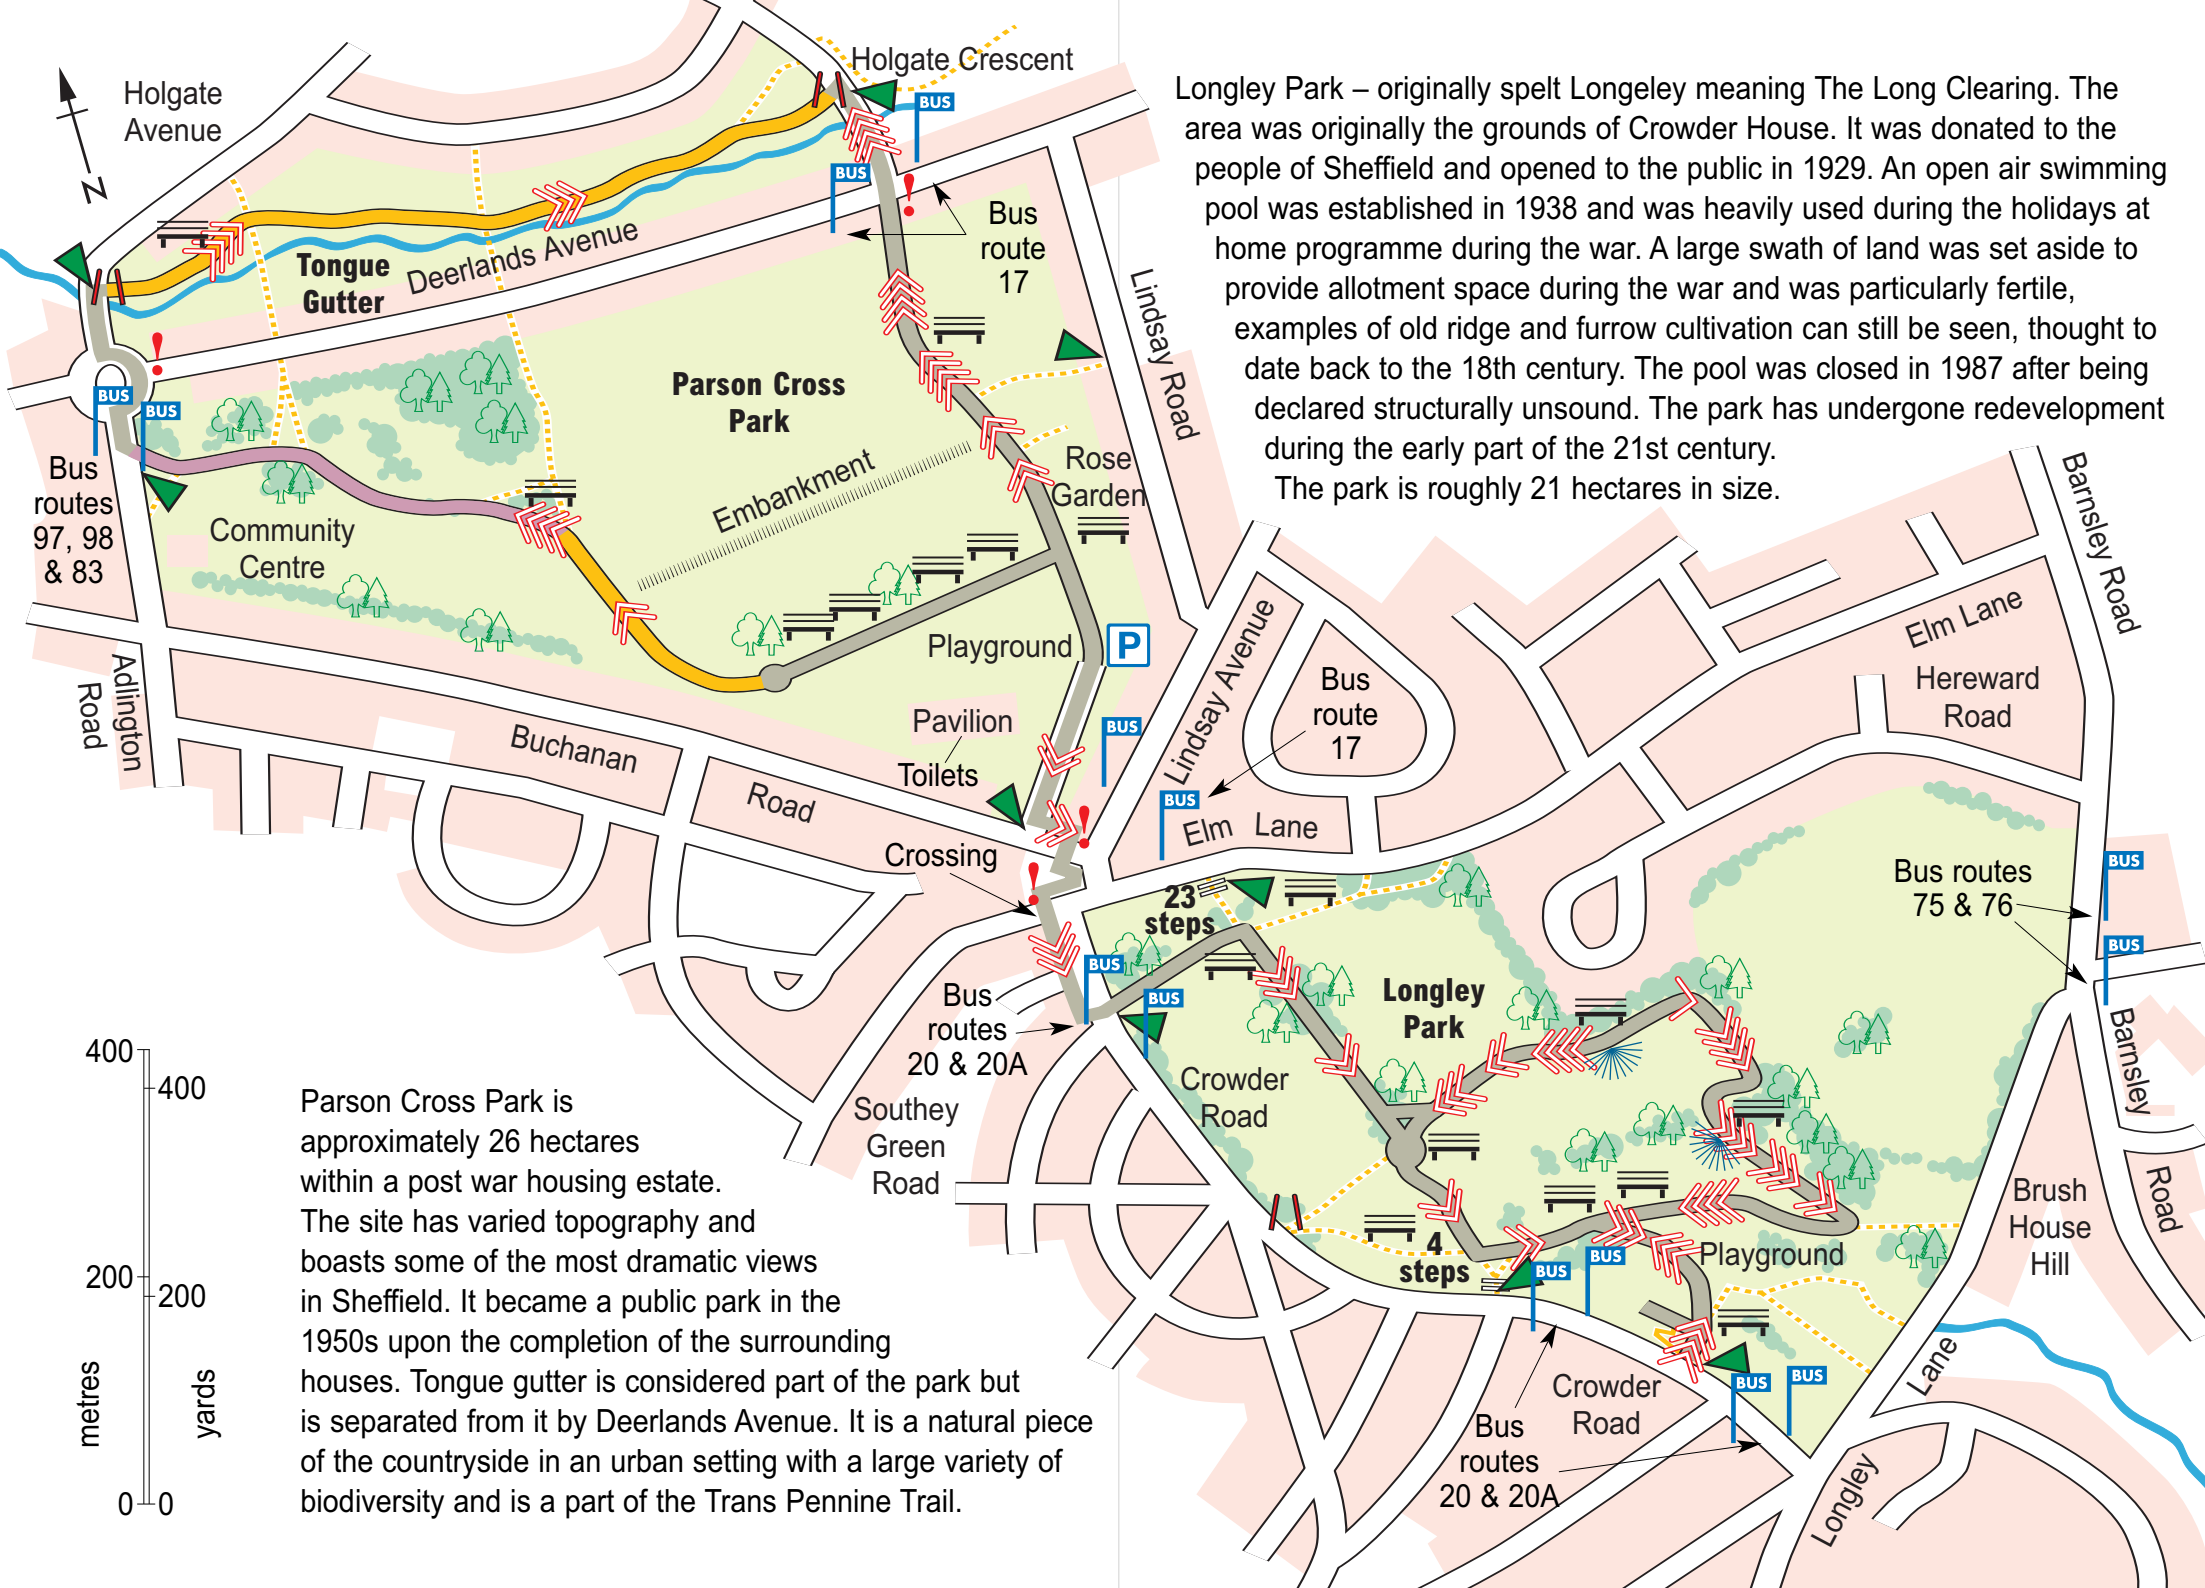 Holgate
Avenue
N
Holgate Crescent
BUS
BUS
Bus
route
17
Tongue
Gutter
Deerlands Avenue
Lindsay Road
Parson Cross
Park
BUS
BUS
Bus
routes
97, 98
& 83
Community
Centre
Embankment
Rose
Garden
Playground
P
Pavilion
Toilets
BUS
Adlington
Road
Buchanan
Road
Crossing
Lindsay Avenue
Bus
route
17
BUS
Elm Lane
Longley Park – originally spelt Longeley meaning The Long Clearing. The
area was originally the grounds of Crowder House. It was donated to the
people of Sheffield and opened to the public in 1929. An open air swimming
pool was established in 1938 and was heavily used during the holidays at
home programme during the war. A large swath of land was set aside to
provide allotment space during the war and was particularly fertile,
examples of old ridge and furrow cultivation can still be seen, thought to
date back to the 18th century. The pool was closed in 1987 after being
declared structurally unsound. The park has undergone redevelopment
during the early part of the 21st century.
The park is roughly 21 hectares in size.
Barnsley Road
Elm Lane
Hereward
Road
Bus routes
75 & 76
BUS
BUS
Barnsley
Road
23
steps
BUS
BUS
Bus
routes
20 & 20A
Longley
Park
Crowder
Road
Southey
Green
Road
4
steps
BUS
BUS
Playground
Brush
House
Hill
BUS
BUS
Crowder
Road
Bus
routes
20 & 20A
Longley
Lane
400
400
200
200
0
0
metres
yards
Parson Cross Park is
approximately 26 hectares
within a post war housing estate.
The site has varied topography and
boasts some of the most dramatic views
in Sheffield. It became a public park in the
1950s upon the completion of the surrounding
houses. Tongue gutter is considered part of the park but
is separated from it by Deerlands Avenue. It is a natural piece
of the countryside in an urban setting with a large variety of
biodiversity and is a part of the Trans Pennine Trail.